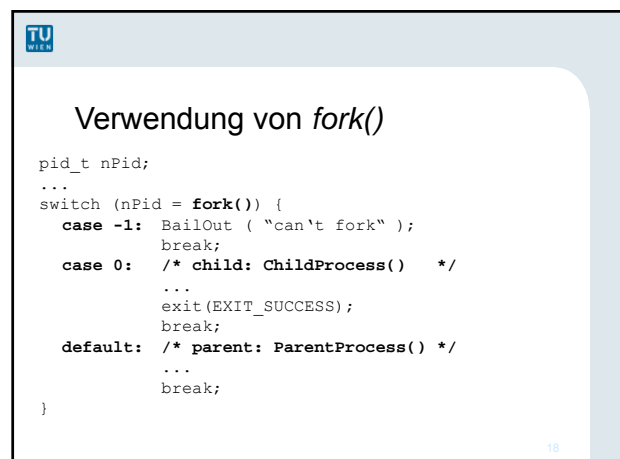 TU
WIEN
Verwendung von fork()
pid_t nPid;
...
switch (nPid = fork()) {
case -1: BailOut ( “can‘t fork“ );
break;
case 0: /* child: ChildProcess() */
...
exit(EXIT_SUCCESS);
break;
default: /* parent: ParentProcess() */
...
break;
}
18